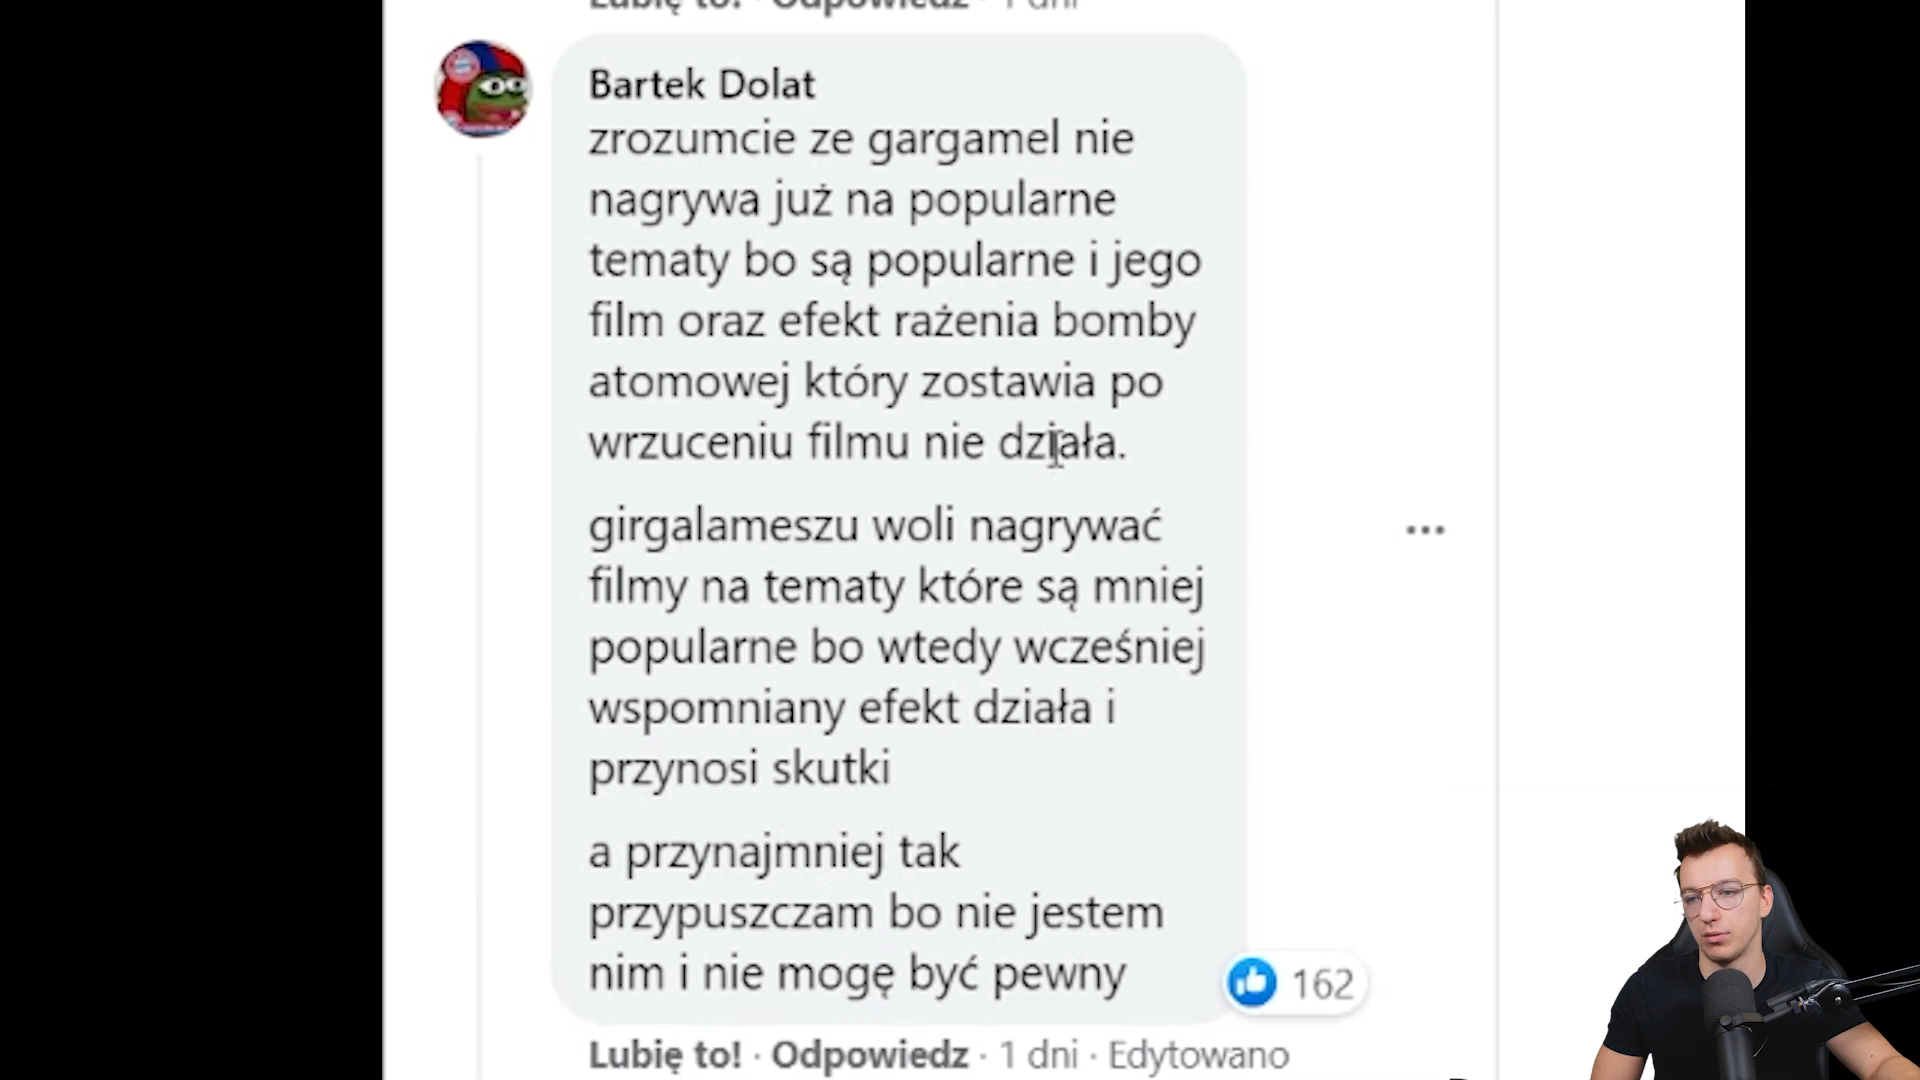 Lubię to! · Odpowiedz · 1 dni
Bartek Dolat
zrozumcie ze gargamel nie
nagrywa już na popularne
tematy bo są popularne i jego
film oraz efekt rażenia bomby
atomowej który zostawia po
wrzuceniu filmu nie działa.
girgalameszu woli nagrywać
filmy na tematy które są mniej
popularne bo wtedy wcześniej
wspomniany efekt działa i
przynosi skutki
a przynajmniej tak
przypuszczam bo nie jestem
nim i nie mogę być pewny
162
Lubię to! · Odpowiedz · 1 dni · Edytowano